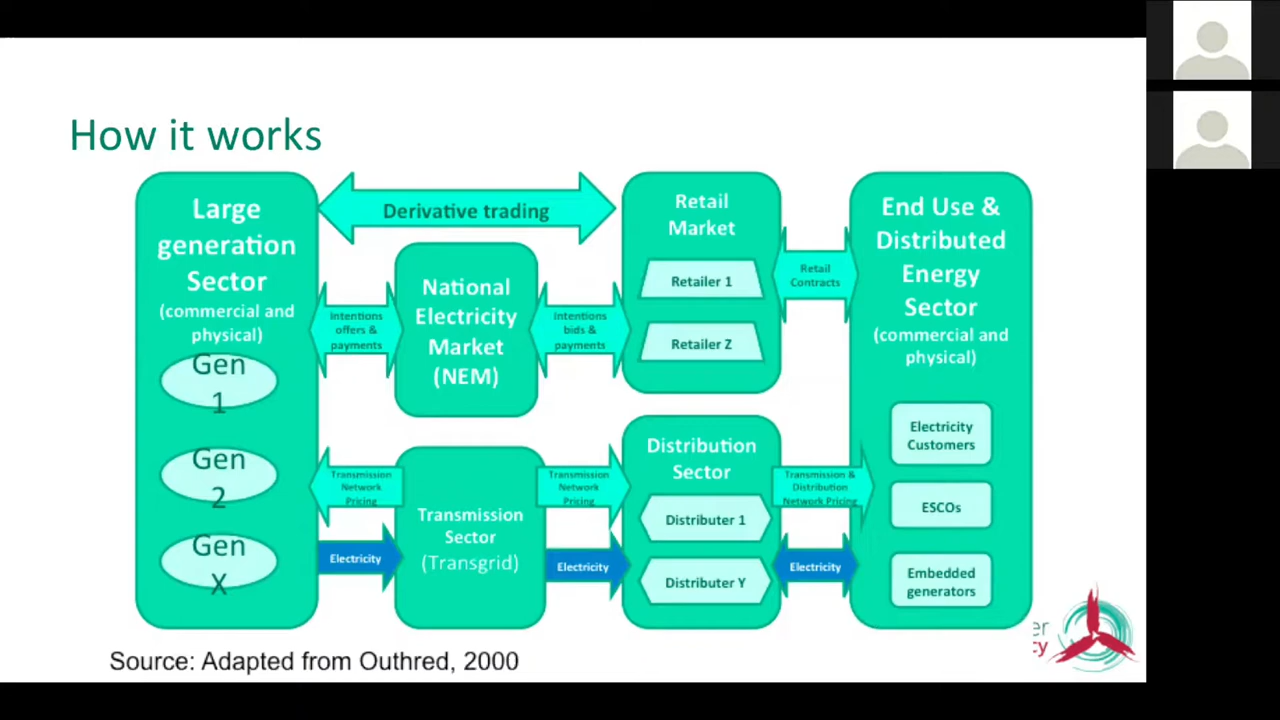 How it works
Large
generation
Sector
(commercial and
physical)
Gen
1
Gen
2
Gen
X
Derivative trading
Intentions
offers &
payments
National
Electricity
Market
(NEM)
Intentions
bids &
payments
Retail
Market
Retailer 1
Retailer Z
Retail
Contracts
End Use &
Distributed
Energy
Sector
(commercial and
physical)
Electricity
Customers
ESCOs
Embedded
generators
Transmission
Network
Pricing
Electricity
Transmission
Sector
(Transgrid)
Transmission
Network
Pricing
Electricity
Distribution
Sector
Distributer 1
Distributer Y
Transmission &
Distribution
Network Pricing
Electricity
er
cy
Source: Adapted from Outhred, 2000